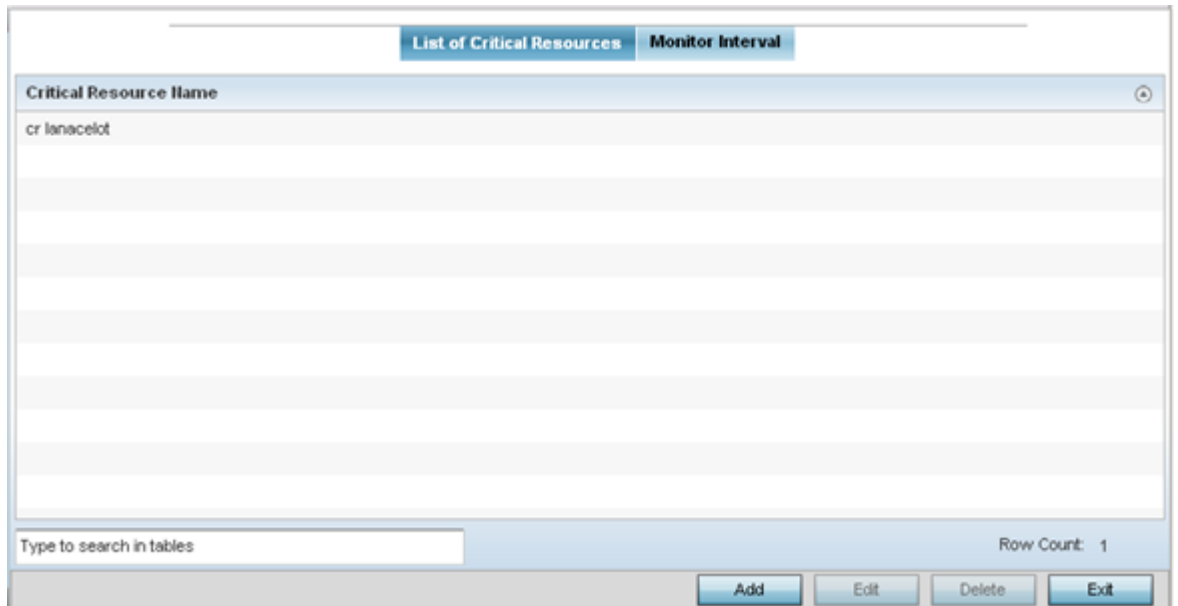 List of Critical Resources Monitor Interval
Critical Resource Name
cr lanacelot
Type to search in tables Row Count: 1
Add Edit Delete Exit